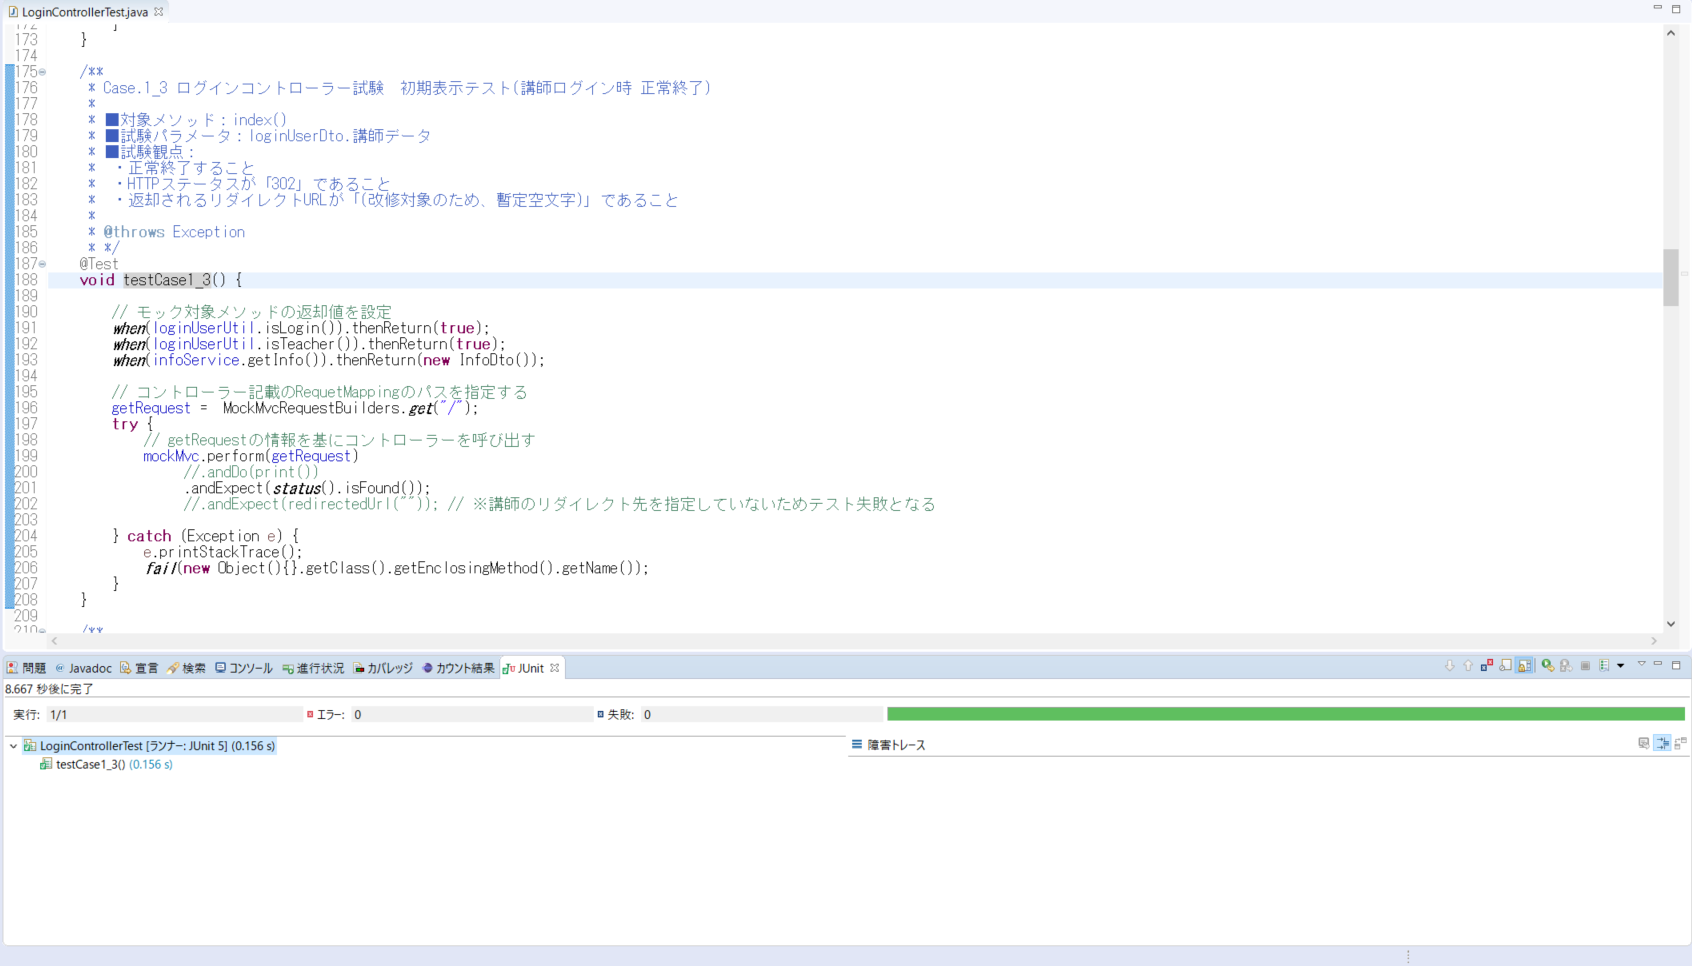 LoginControllerTest.java
172 }
173 }
174
175 /**
176 * Case.1_3 ログインコントローラー試験 初期表示テスト(講師ログイン時 正常終了)
177 *
178 * ■対象メソッド：index()
179 * ■試験パラメータ：loginUserDto.講師データ
180 * ■試験観点：
181 * ・正常終了すること
182 * ・HTTPステータスが「302」であること
183 * ・返却されるリダイレクトURLが「(改修対象のため、暫定空文字)」であること
184 *
185 * @throws Exception
186 * */
187 @Test
188 void testCase1_3() {
189
190 // モック対象メソッドの返却値を設定
191 when(loginUserUtil.isLogin()).thenReturn(true);
192 when(loginUserUtil.isTeacher()).thenReturn(true);
193 when(infoService.getInfo()).thenReturn(new InfoDto());
194
195 // コントローラー記載のRequetMappingのパスを指定する
196 getRequest = MockMvcRequestBuilders.get("/");
197 try {
198 // getRequestの情報を基にコントローラーを呼び出す
199 mockMvc.perform(getRequest)
200 //.andDo(print())
201 .andExpect(status().isFound());
202 //.andExpect(redirectedUrl("")); // ※講師のリダイレクト先を指定していないためテスト失敗となる
203
204 } catch (Exception e) {
205 e.printStackTrace();
206 fail(new Object(){}.getClass().getEnclosingMethod().getName());
207 }
208 }
209
210 /**
問題 Javadoc 宣言 検索 コンソール 進行状況 カバレッジ カウント結果 JUnit
8.667 秒後に完了
実行: 1/1 エラー: 0 失敗: 0
LoginControllerTest [ランナー: JUnit 5] (0.156 s)
障害トレース
testCase1_3() (0.156 s)